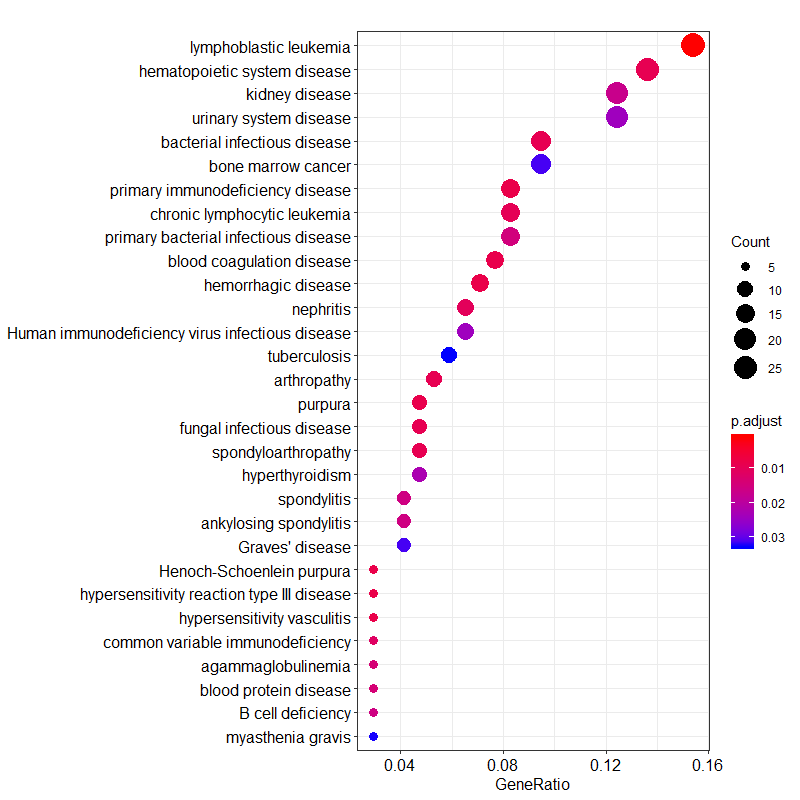 lymphoblastic leukemia
hematopoietic system disease
kidney disease
urinary system disease
bacterial infectious disease
bone marrow cancer
primary immunodeficiency disease
chronic lymphocytic leukemia
primary bacterial infectious disease
blood coagulation disease
hemorrhagic disease
nephritis
Human immunodeficiency virus infectious disease
tuberculosis
arthropathy
purpura
fungal infectious disease
spondyloarthropathy
hyperthyroidism
spondylitis
ankylosing spondylitis
Graves' disease
Henoch-Schoenlein purpura
hypersensitivity reaction type III disease
hypersensitivity vasculitis
common variable immunodeficiency
agammaglobulinemia
blood protein disease
B cell deficiency
myasthenia gravis
0.04 0.08 0.12 0.16
GeneRatio
Count
5
10
15
20
25
p.adjust
0.01
0.02
0.03